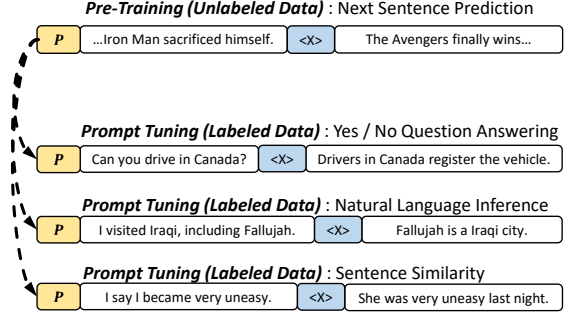 Pre-Training (Unlabeled Data) : Next Sentence Prediction
P ...Iron Man sacrificed himself. <X> The Avengers finally wins...
Prompt Tuning (Labeled Data) : Yes / No Question Answering
P Can you drive in Canada? <X> Drivers in Canada register the vehicle.
Prompt Tuning (Labeled Data) : Natural Language Inference
P I visited Iraqi, including Fallujah. <X> Fallujah is a Iraqi city.
Prompt Tuning (Labeled Data) : Sentence Similarity
P I say I became very uneasy. <X> She was very uneasy last night.